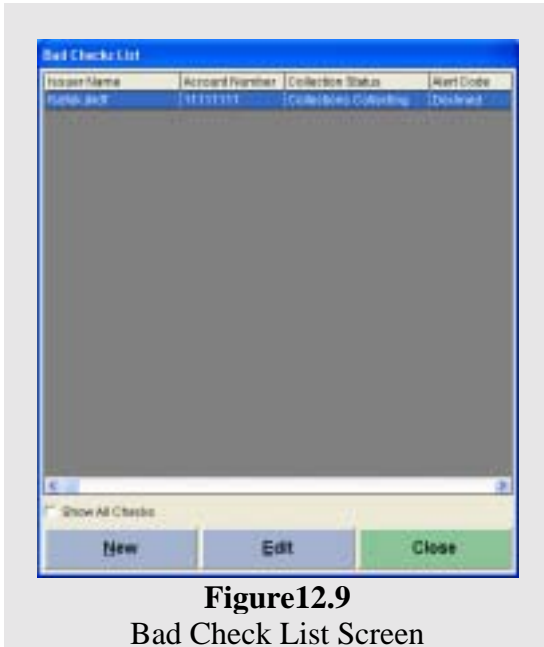 Bad Checks List
Issuer Name Account Number Collection Status Alert Code
11111111 Collections Collecting Declined
Show All Checks
New Edit Close
Figure12.9
Bad Check List Screen